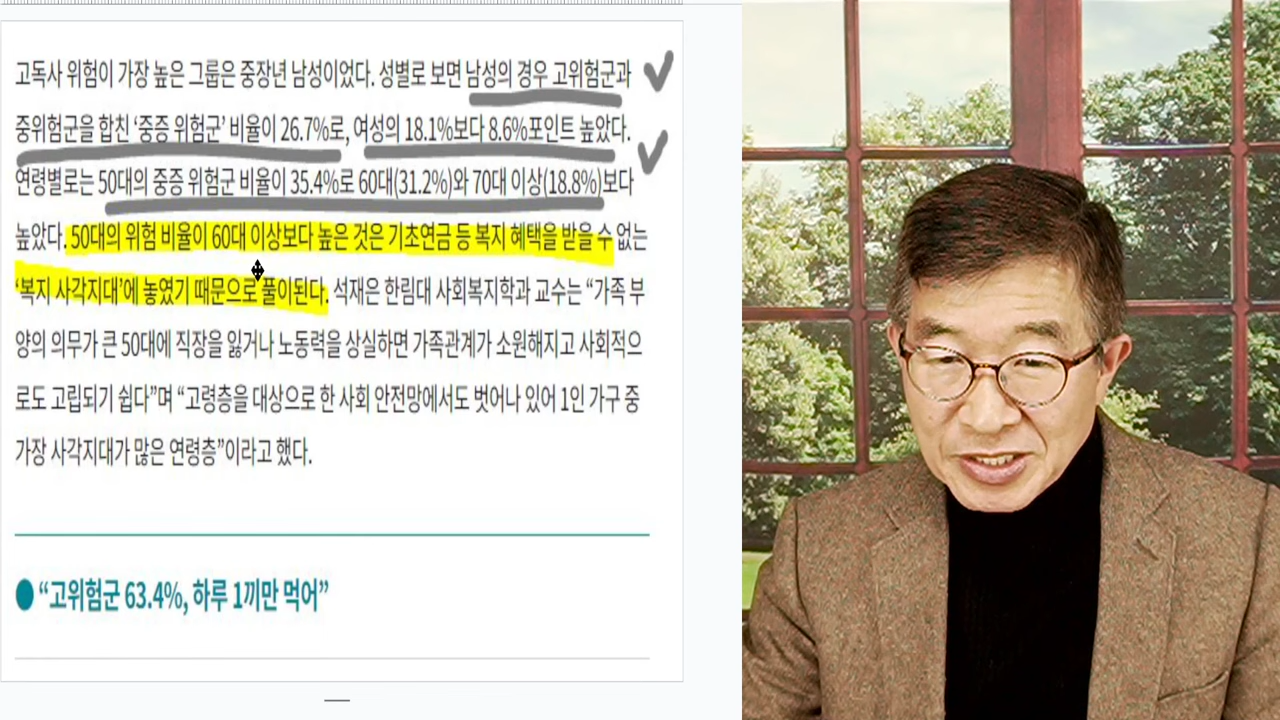 고독사 위험이 가장 높은 그룹은 중장년 남성이었다. 성별로 보면 남성의 경우 고위험군과
중위험군을 합친 ‘중증 위험군’ 비율이 26.7%로, 여성의 18.1%보다 8.6%포인트 높았다.
연령별로는 50대의 중증 위험군 비율이 35.4%로 60대(31.2%)와 70대 이상(18.8%)보다
높았다. 50대의 위험 비율이 60대 이상보다 높은 것은 기초연금 등 복지 혜택을 받을 수 없는
‘복지 사각지대’에 놓였기 때문으로 풀이된다. 석재은 한림대 사회복지학과 교수는 “가족 부
양의 의무가 큰 50대에 직장을 잃거나 노동력을 상실하면 가족관계가 소원해지고 사회적으
로도 고립되기 쉽다”며 “고령층을 대상으로 한 사회 안전망에서도 벗어나 있어 1인 가구 중
가장 사각지대가 많은 연령층”이라고 했다.
● “고위험군 63.4%, 하루 1끼만 먹어”